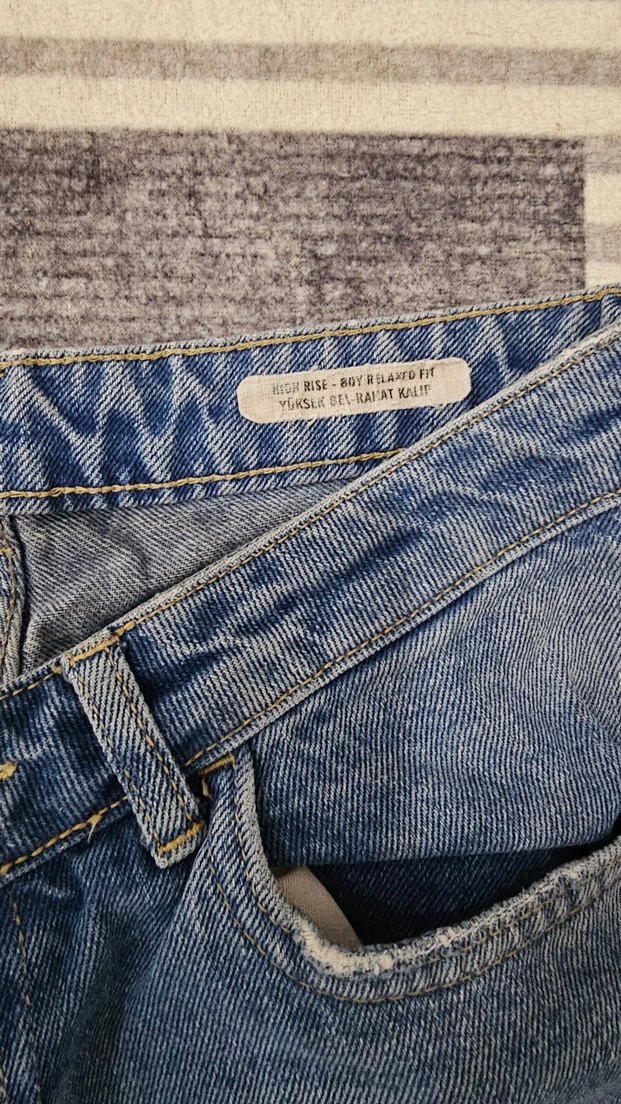 HIGH RISE - BOY RELAXED FIT
YÜKSEK BEL-RAHAT KALIP